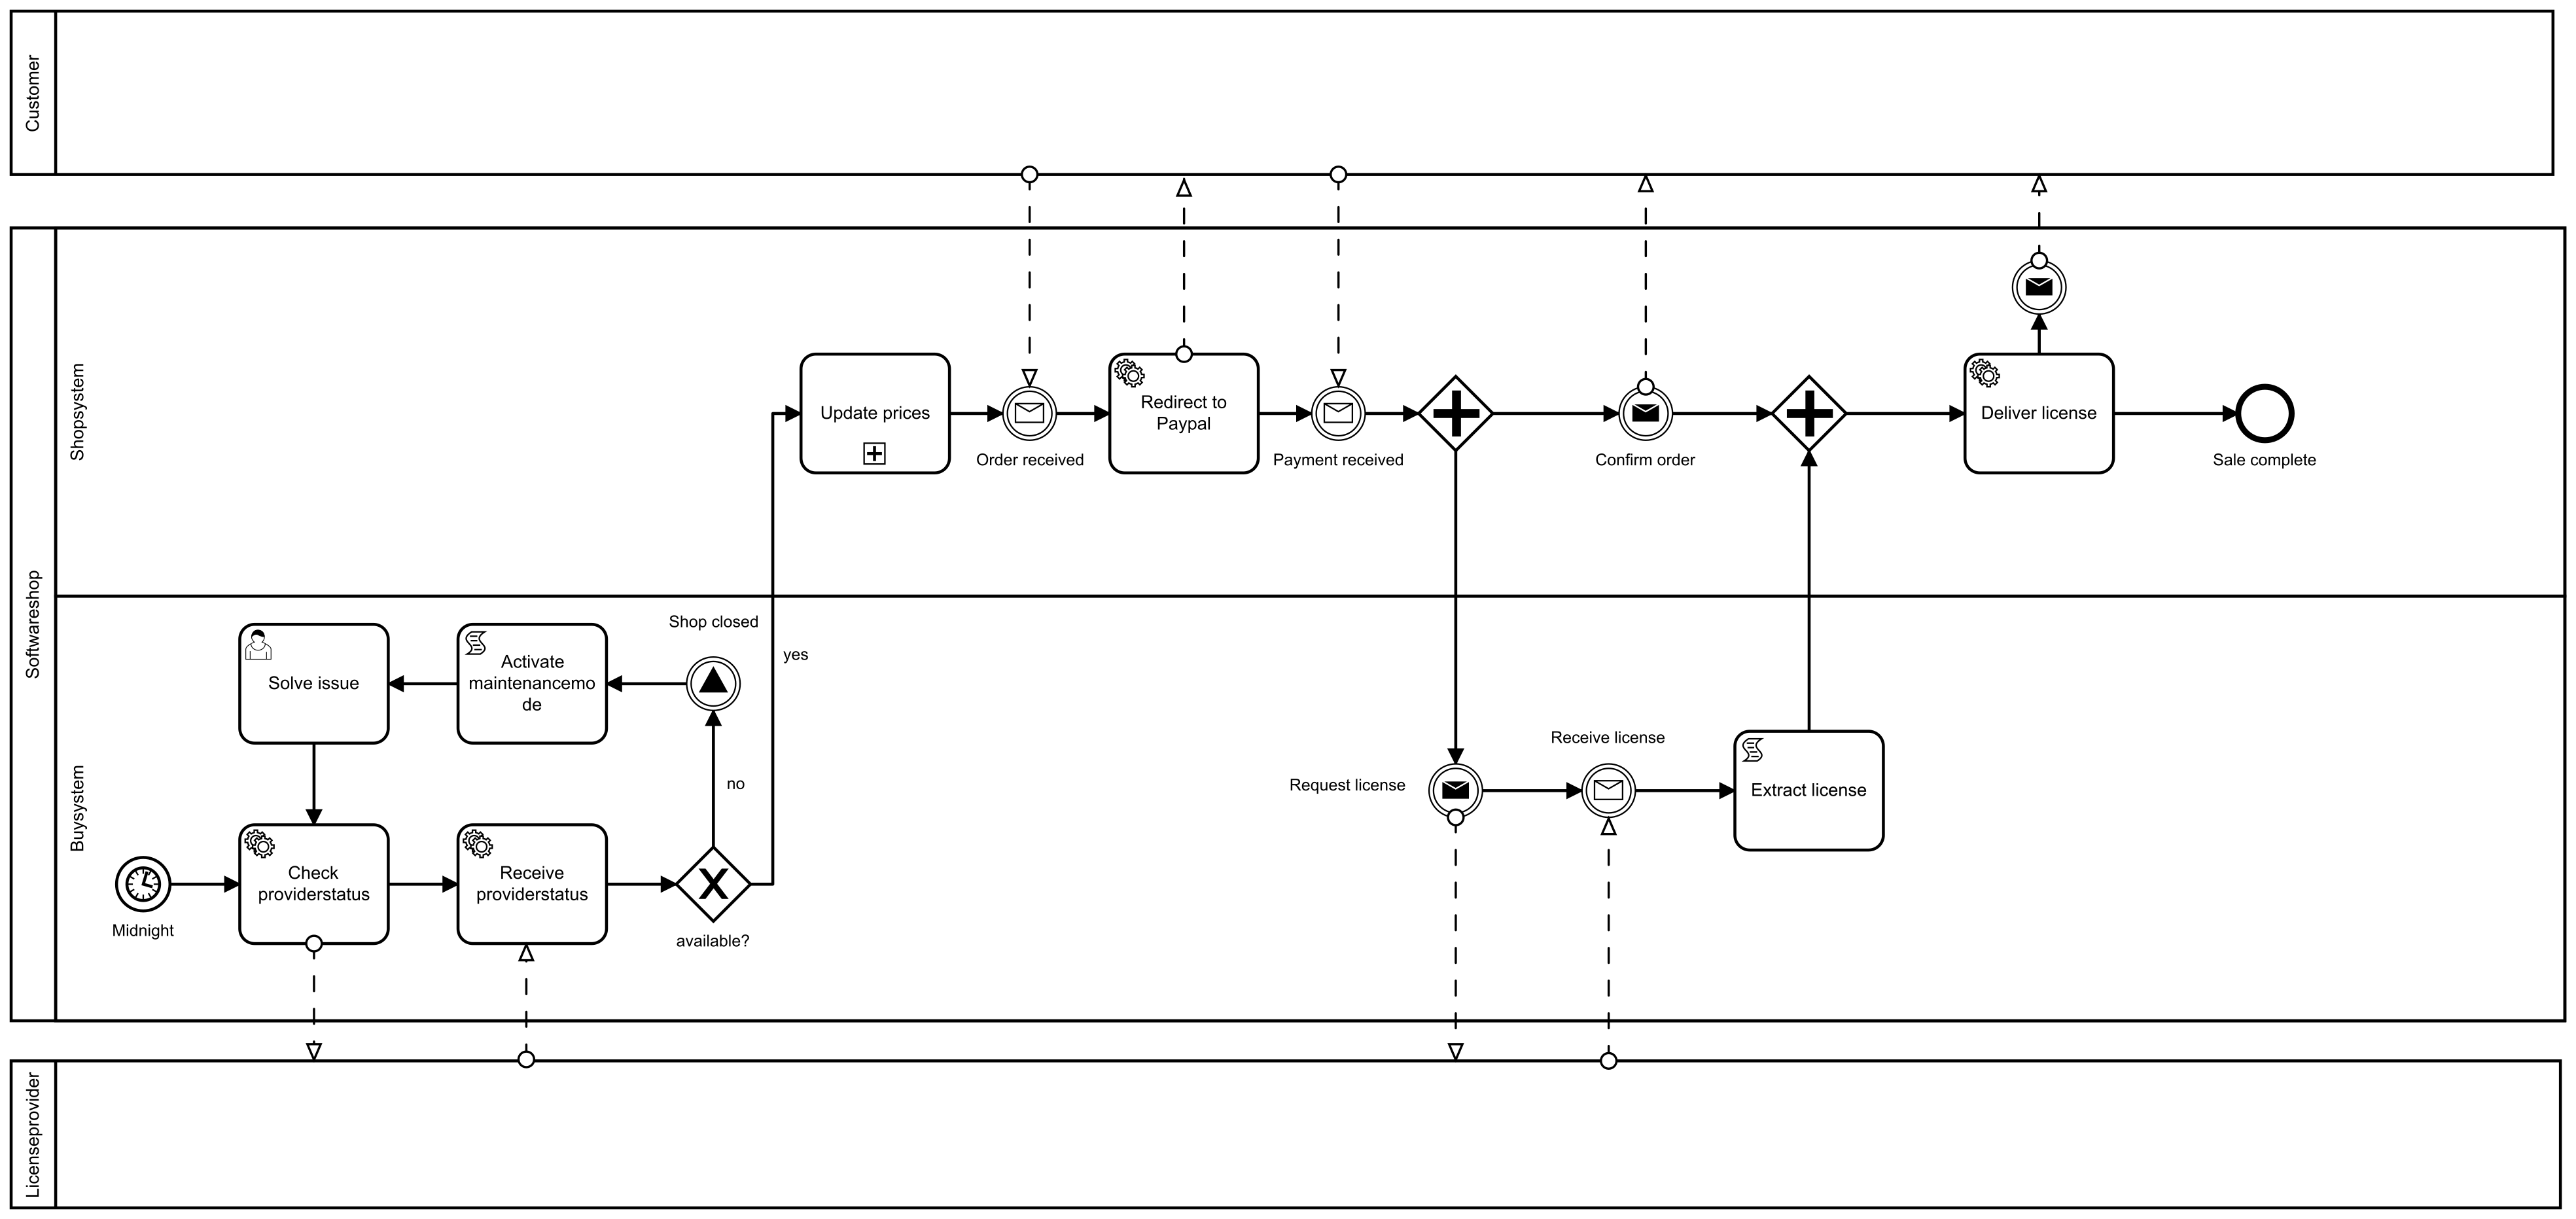 Customer
Softwareshop
Shopsystem
Update prices
Order received
Redirect to
Paypal
Payment received
Confirm order
Deliver license
Sale complete
Buysystem
Shop closed
Solve issue
Activate
maintenancemo
de
yes
no
Midnight
Check
providerstatus
Receive
providerstatus
available?
Request license
Receive license
Extract license
Licenseprovider